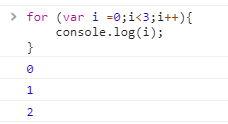 > for (var i =0;i<3;i++){
console.log(i);
}
0
1
2